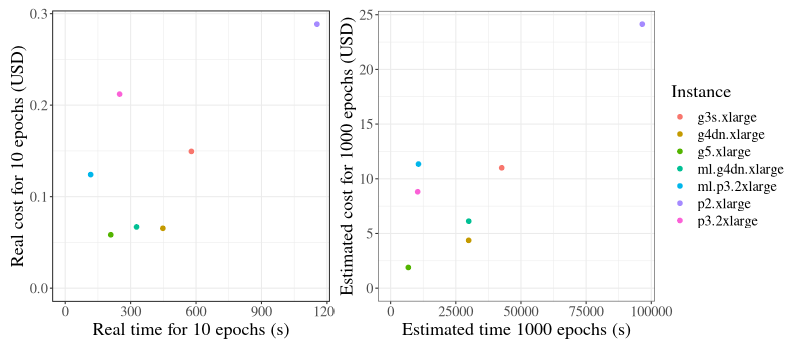 Real cost for 10 epochs (USD)
0.3
0.2
0.1
0.0
0 300 600 900 120
Real time for 10 epochs (s)
Estimated cost for 1000 epochs (USD)
25
20
15
10
5
0
0 25000 50000 75000 100000
Estimated time 1000 epochs (s)
Instance
g3s.xlarge
g4dn.xlarge
g5.xlarge
ml.g4dn.xlarge
ml.p3.2xlarge
p2.xlarge
p3.2xlarge